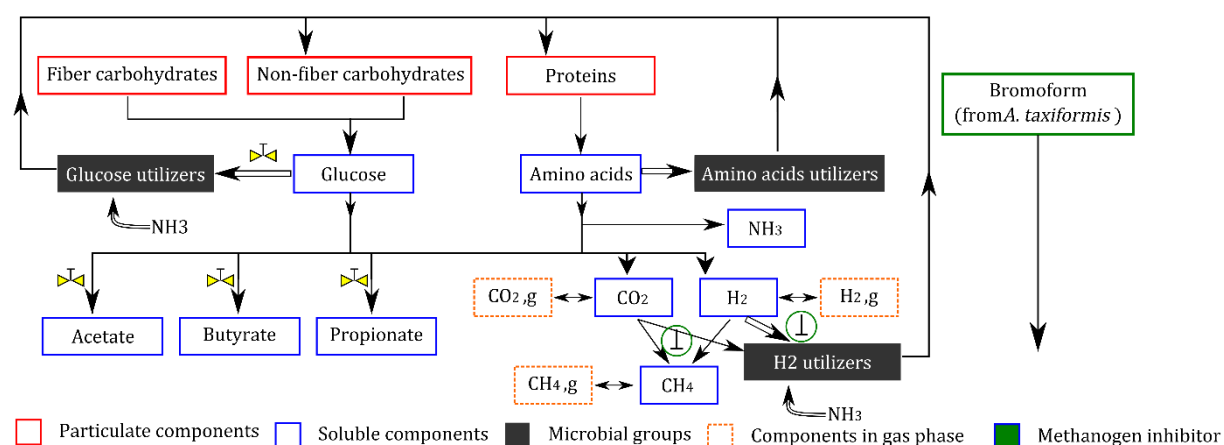 Fiber carbohydrates
Non-fiber carbohydrates
Proteins
Bromoform
(from A. taxiformis )
Glucose utilizers
Glucose
Amino acids
Amino acids utilizers
NH3
NH3
CO2,g
CO2
H2
H2,g
Acetate
Butyrate
Propionate
H2 utilizers
CH4,g
CH4
NH3
Particulate components
Soluble components
Microbial groups
Components in gas phase
Methanogen inhibitor